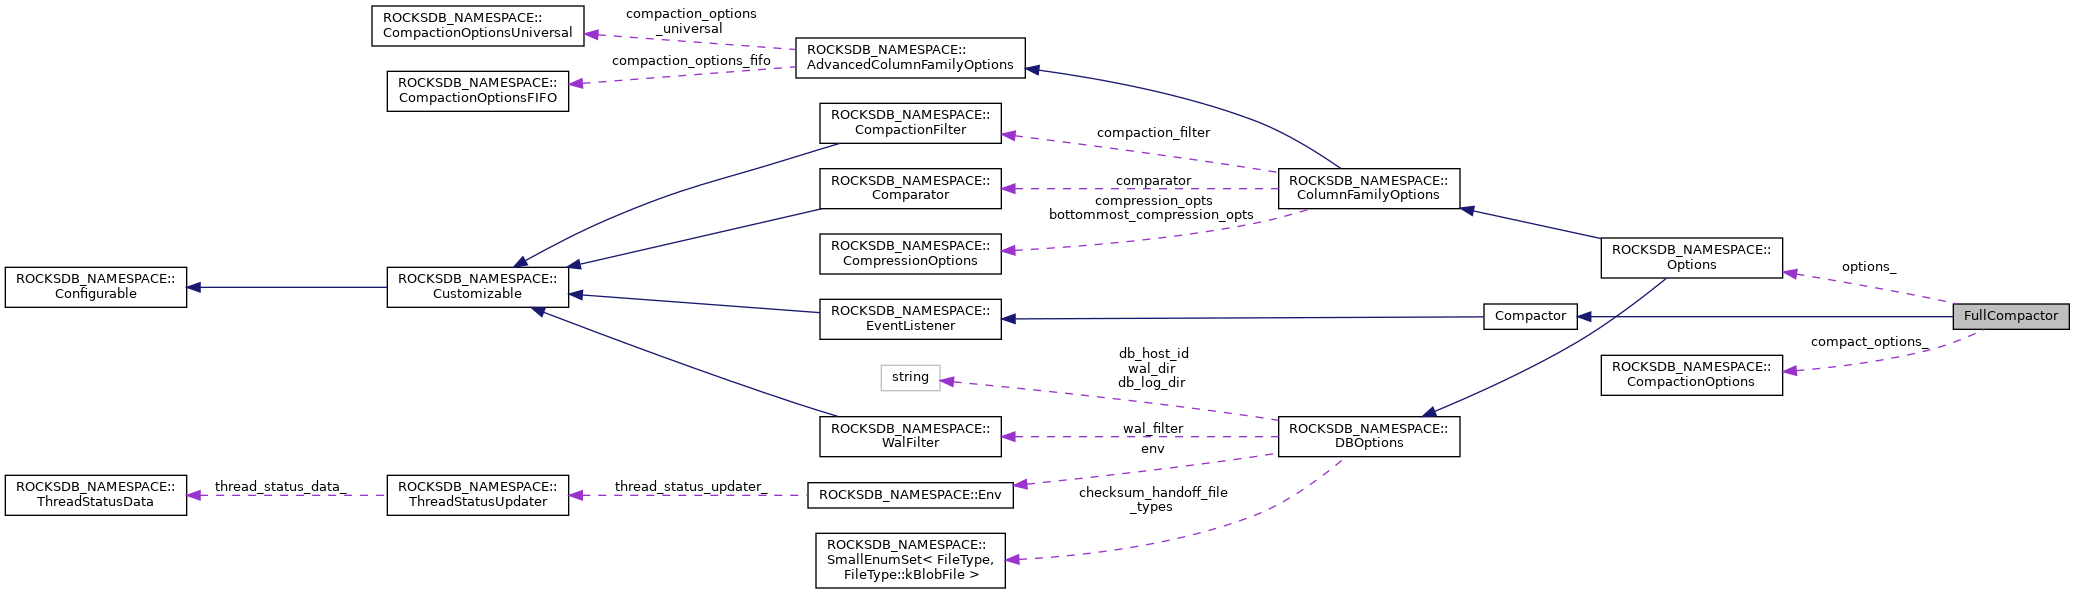 ROCKSDB_NAMESPACE::
CompactionOptionsUniversal
compaction_options
_universal
ROCKSDB_NAMESPACE::
AdvancedColumnFamilyOptions
compaction_options_fifo
ROCKSDB_NAMESPACE::
CompactionOptionsFIFO
ROCKSDB_NAMESPACE::
CompactionFilter
compaction_filter
ROCKSDB_NAMESPACE::
Comparator
comparator
ROCKSDB_NAMESPACE::
ColumnFamilyOptions
compression_opts
bottommost_compression_opts
ROCKSDB_NAMESPACE::
CompressionOptions
ROCKSDB_NAMESPACE::
Options
options_
ROCKSDB_NAMESPACE::
Configurable
ROCKSDB_NAMESPACE::
Customizable
ROCKSDB_NAMESPACE::
EventListener
Compactor
FullCompactor
compact_options_
ROCKSDB_NAMESPACE::
CompactionOptions
db_host_id
wal_dir
db_log_dir
string
ROCKSDB_NAMESPACE::
WalFilter
wal_filter
ROCKSDB_NAMESPACE::
DBOptions
env
ROCKSDB_NAMESPACE::
ThreadStatusData
thread_status_data_
ROCKSDB_NAMESPACE::
ThreadStatusUpdater
thread_status_updater_
ROCKSDB_NAMESPACE::Env
checksum_handoff_file
_types
ROCKSDB_NAMESPACE::
SmallEnumSet< FileType,
FileType::kBlobFile >